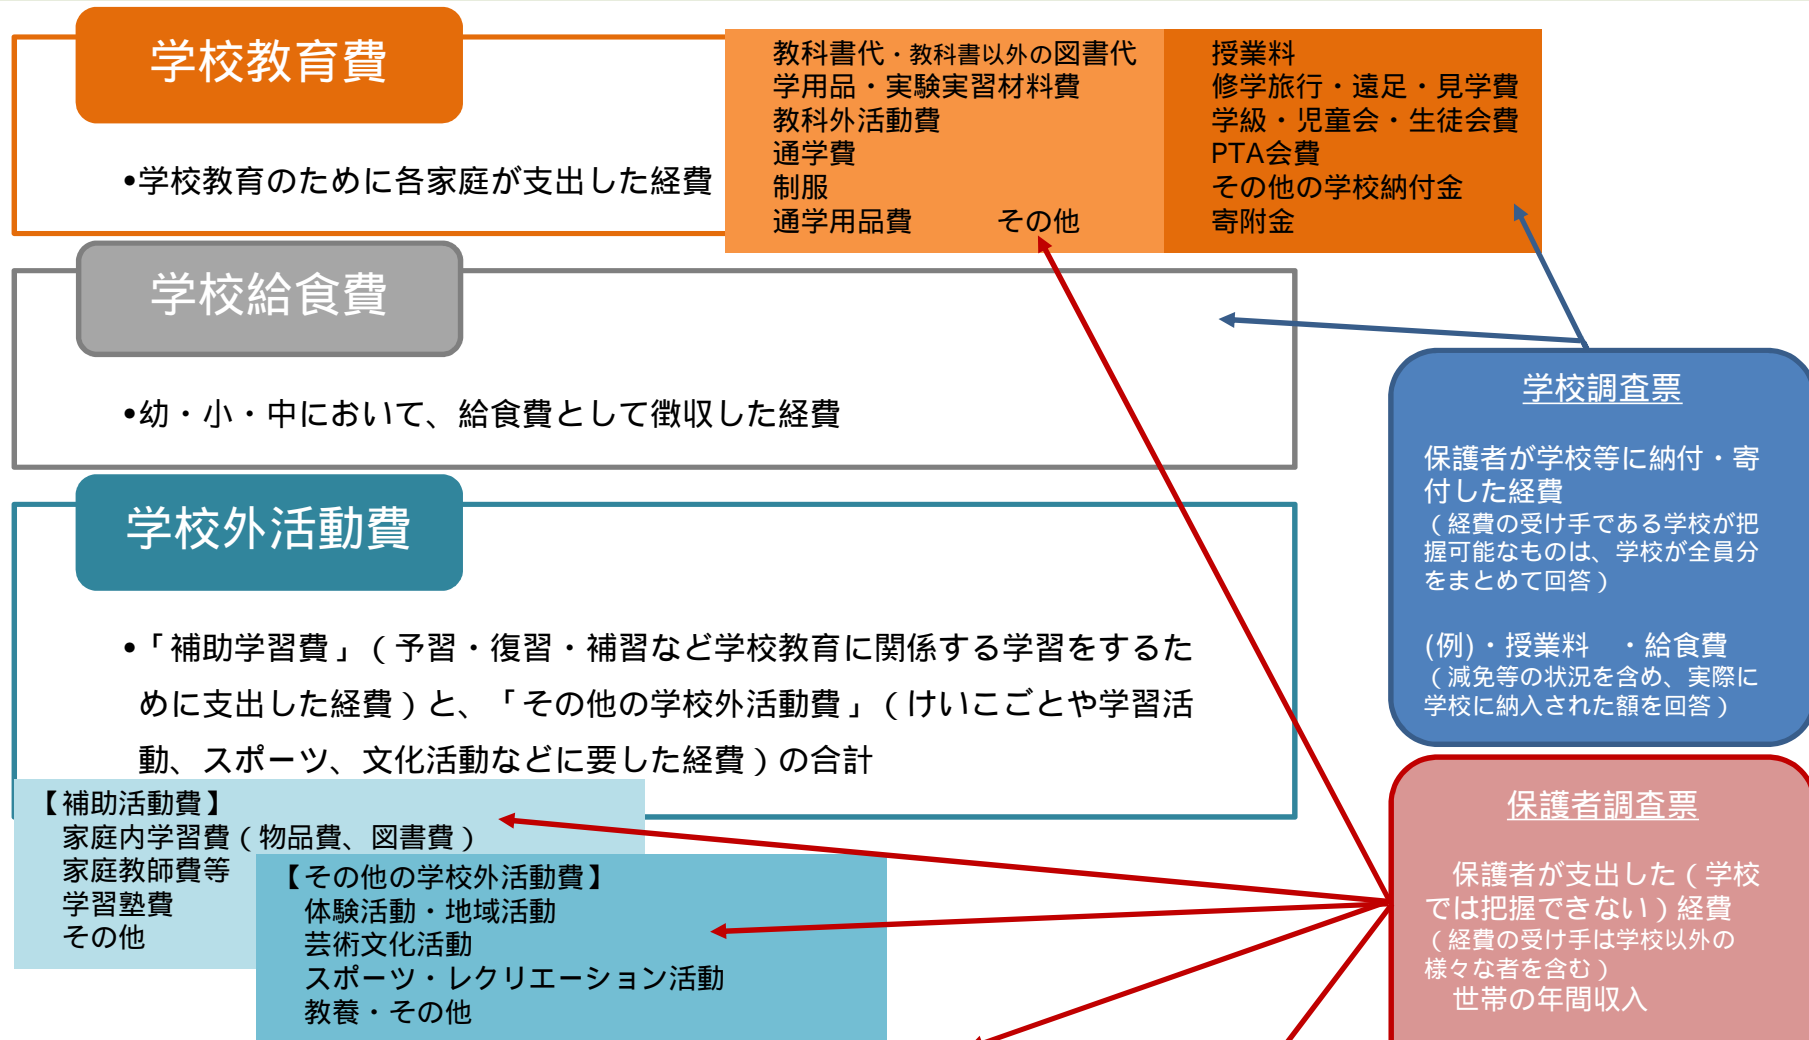 学校教育費
•学校教育のために各家庭が支出した経費
教科書代・教科書以外の図書代
学用品・実験実習材料費
教科外活動費
通学費
制服
通学用品費　　　その他
授業料
修学旅行・遠足・見学費
学級・児童会・生徒会費
PTA会費
その他の学校納付金
寄附金
学校給食費
•幼・小・中において、給食費として徴収した経費
学校外活動費
•「補助学習費」（予習・復習・補習など学校教育に関係する学習をするた
めに支出した経費）と、「その他の学校外活動費」（けいこごとや学習活
動、スポーツ、文化活動などに要した経費）の合計
【補助活動費】
家庭内学習費（物品費、図書費）
家庭教師費等
学習塾費
その他
【その他の学校外活動費】
体験活動・地域活動
芸術文化活動
スポーツ・レクリエーション活動
教養・その他
学校調査票
保護者が学校等に納付・寄
付した経費
（経費の受け手である学校が把
握可能なものは、学校が全員分
をまとめて回答）
(例)・授業料　・給食費
（減免等の状況を含め、実際に
学校に納入された額を回答）
保護者調査票
保護者が支出した（学校
では把握できない）経費
（経費の受け手は学校以外の
様々な者を含む）
世帯の年間収入